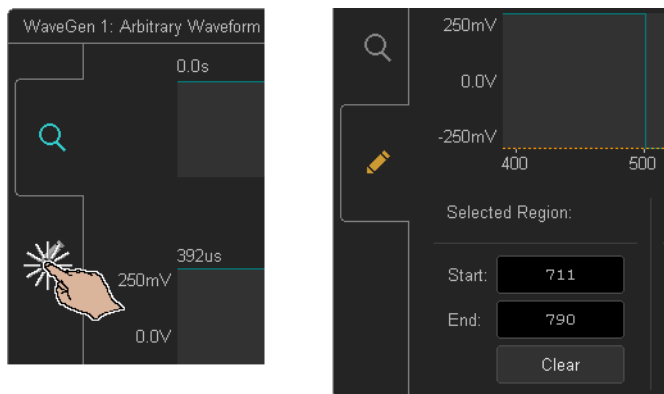 WaveGen 1: Arbitrary Waveform
0.0s
392us
250mV
0.0V
250mV
0.0V
-250mV
400 500
Selected Region:
Start: 711
End: 790
Clear